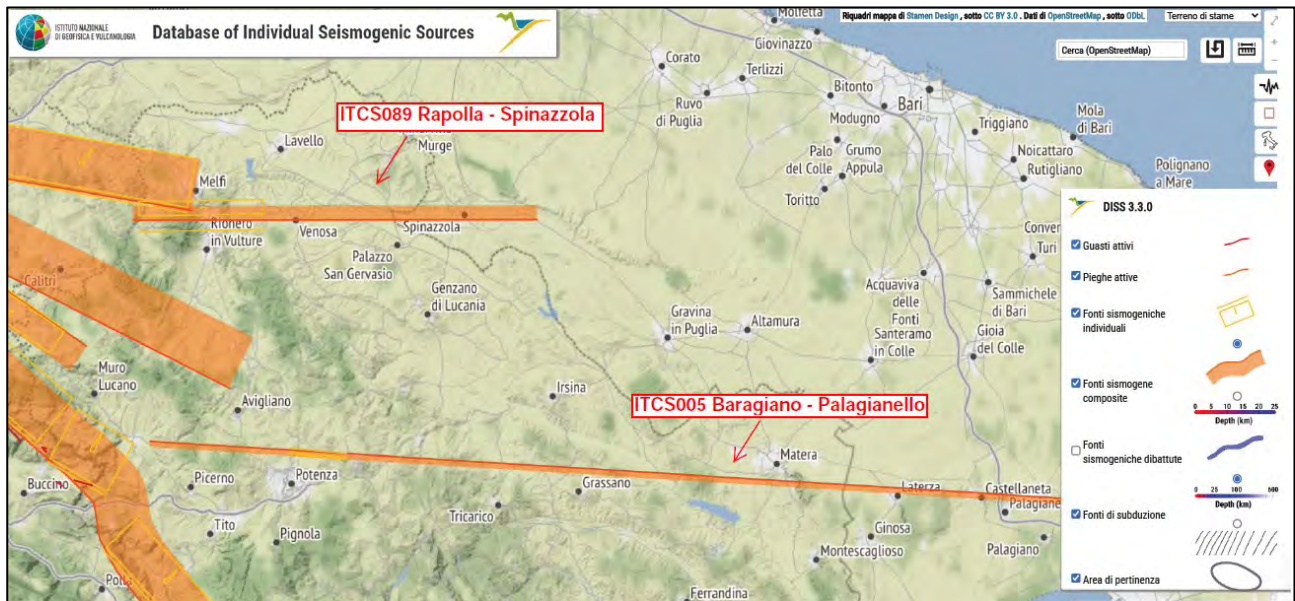 ISTITUTO NAZIONALE
DI GEOFISICA E VULCANOLOGIA
Database of Individual Seismogenic Sources
Riquadri mappa di Stamen Design , sotto CC BY 3.0 . Dati di OpenStreetMap , sotto ODbL.
Terreno di stame
Cerca (OpenStreetMap)
Molfetta
Giovinazzo
Corato
Terlizzi
Ruvo
di Puglia
Bitonto
Bari
Modugno
Mola
di Bari
Triggiano
Palo
del Colle
Grumo
Appula
Noicattaro
Rutigliano
Toritto
Polignano
a Mare
ITCS089 Rapolla - Spinazzola
Murge
Lavello
Melfi
Rionero
in Vulture
Venosa
Spinazzola
Palazzo
San Gervasio
Calitri
Genzano
di Lucania
Gravina
in Puglia
Altamura
Acquaviva
delle
Fonti
Santeramo
in Colle
Conver
Turi
Sammichele
di Bari
Gioia
del Colle
Muro
Lucano
Avigliano
Irsina
ITCS005 Baragiano - Palagianello
Matera
Buccino
Picerno
Potenza
Grassano
Laterza
Castellaneta
Palagiane
Tito
Pignola
Tricarico
Ginosa
Palagiano
Montescaglioso
Polla
Ferrandina
DISS 3.3.0
Guasti attivi
Pieghe attive
Fonti sismogeniche
individuali
Fonti sismogene
composite
0 5 10 15 20 25
Depth (km)
Fonti
sismogeniche dibattute
0 25 100 300 600
Depth (km)
Fonti di subduzione
Area di pertinenza